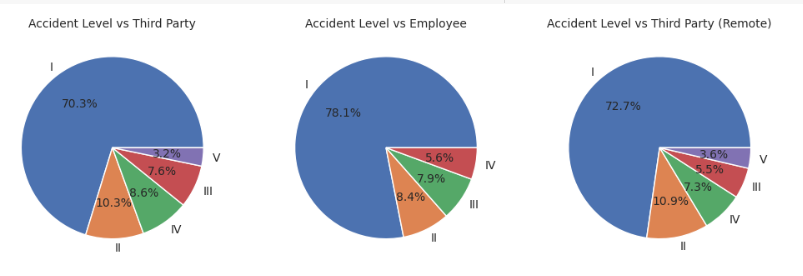 Accident Level vs Third Party
I
70.3%
3.2%
V
7.6%
III
8.6%
IV
10.3%
II
Accident Level vs Employee
I
78.1%
5.6%
IV
7.9%
III
8.4%
II
Accident Level vs Third Party (Remote)
I
72.7%
3.6%
V
5.5%
III
7.3%
IV
10.9%
II